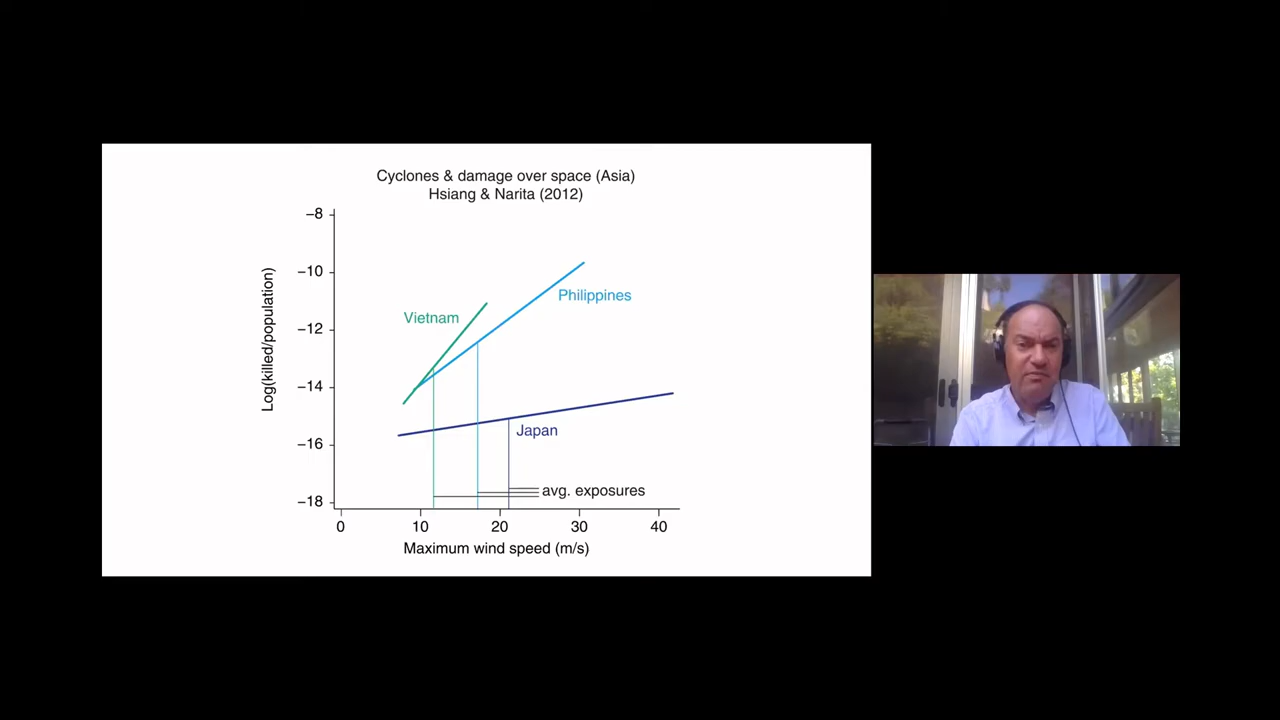 Cyclones & damage over space (Asia)
Hsiang & Narita (2012)
−8
−10
−12
−14
−16
−18
Log(killed/population)
Vietnam
Philippines
Japan
avg. exposures
0 10 20 30 40
Maximum wind speed (m/s)